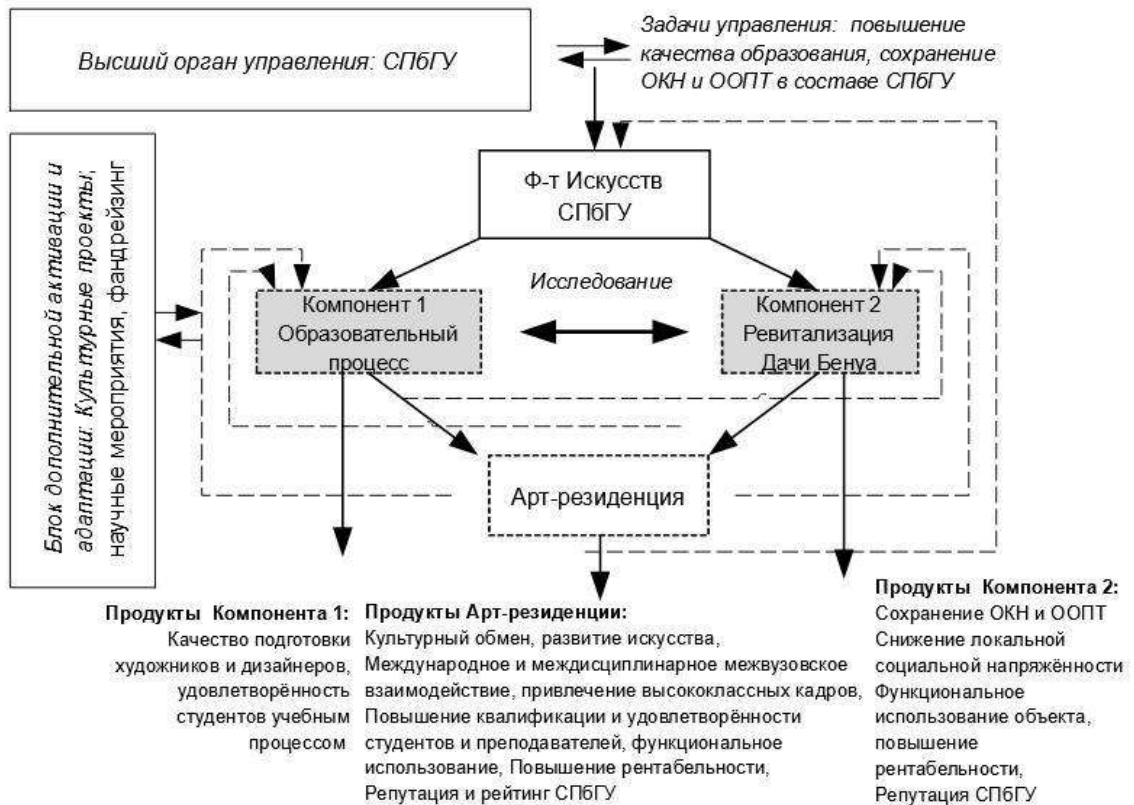 Высший орган управления: СПбГУ
Задачи управления: повышение
качества образования, сохранение
ОКН и ООПТ в составе СПбГУ
Блок дополнительной активации и
адаптации: Культурные проекты,
научные мероприятия, фандрейзинг
Ф-т Искусств
СПбГУ
Исследование
Компонент 1
Образовательный
процесс
Компонент 2
Ревитализация
Дачи Бенуа
Арт-резиденция
Продукты Компонента 1:
Качество подготовки
художников и дизайнеров,
удовлетворённость
студентов учебным
процессом
Продукты Арт-резиденции:
Культурный обмен, развитие искусства,
Международное и междисциплинарное межвузовское
взаимодействие, привлечение высококлассных кадров,
Повышение квалификации и удовлетворённости
студентов и преподавателей, функциональное
использование, Повышение рентабельности,
Репутация и рейтинг СПбГУ
Продукты Компонента 2:
Сохранение ОКН и ООПТ
Снижение локальной
социальной напряжённости
Функциональное
использование объекта,
повышение
рентабельности,
Репутация СПбГУ